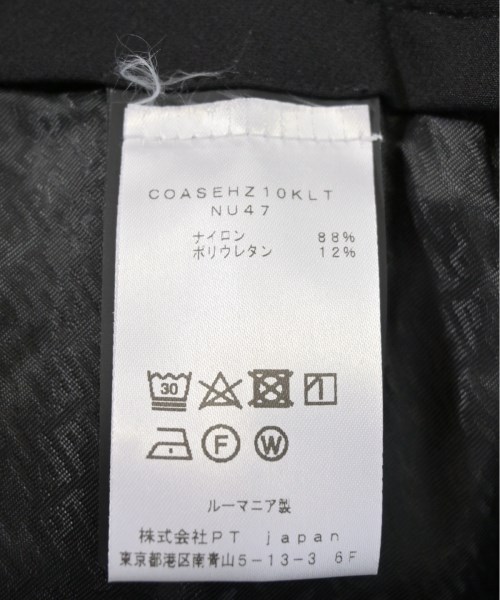 COASEHZ10KLT
NU47
ナイロン 88%
ポリウレタン 12%
30
F W
ルーマニア製
株式会社PT japan
東京都港区南青山5-13-3 6F